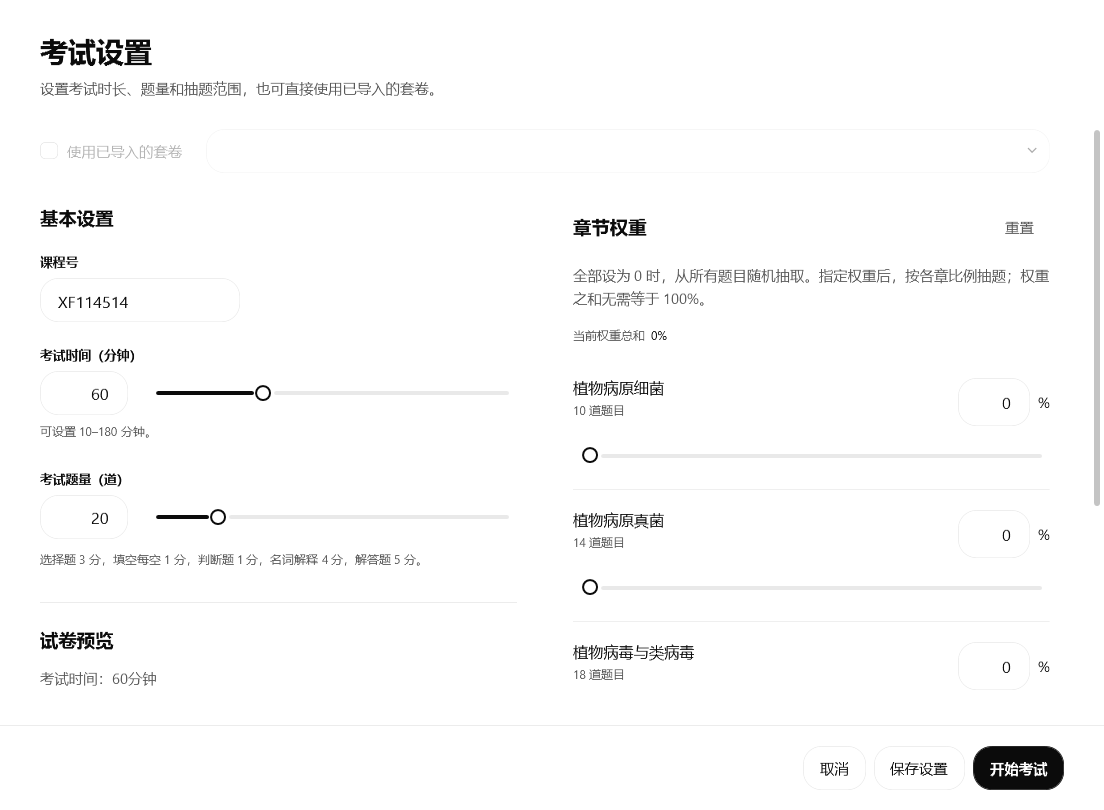 考试设置
设置考试时长、题量和抽题范围，也可直接使用已导入的套卷。
使用已导入的套卷
基本设置
课程号
XF114514
考试时间（分钟）
60
可设置 10–180 分钟。
考试题量（道）
20
选择题 3 分，填空每空 1 分，判断题 1 分，名词解释 4 分，解答题 5 分。
试卷预览
考试时间：60分钟
章节权重
重置
全部设为 0 时，从所有题目随机抽取。指定权重后，按各章比例抽题；权重
之和无需等于 100%。
当前权重总和 0%
植物病原细菌
10 道题目
0 %
植物病原真菌
14 道题目
0 %
植物病毒与类病毒
18 道题目
0 %
取消
保存设置
开始考试